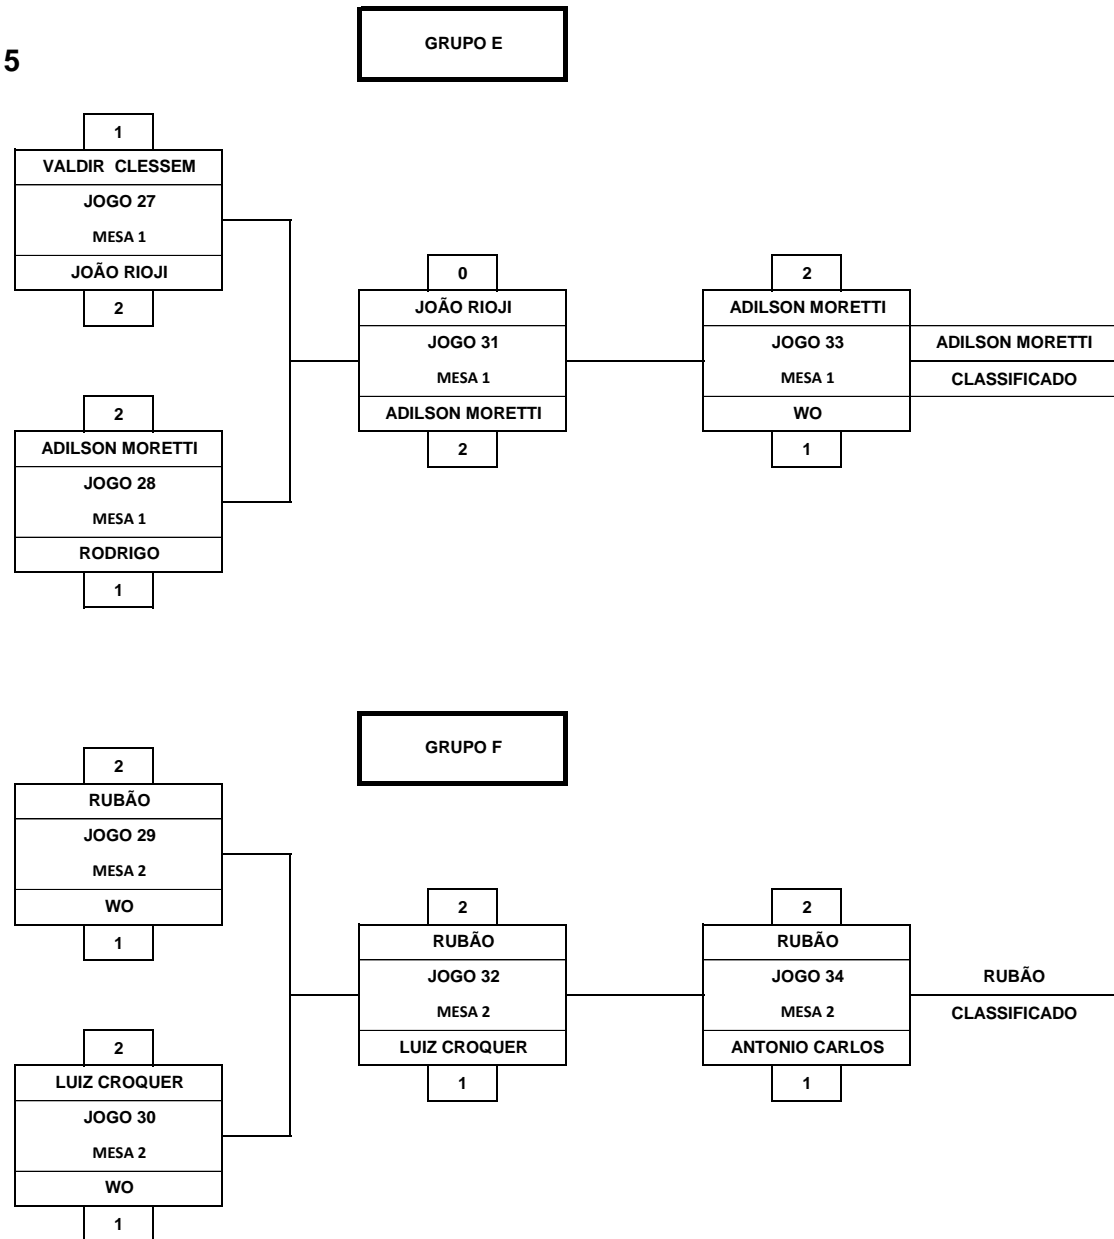 GRUPO E
5
1
VALDIR CLESSEM
JOGO 27
MESA 1
JOÃO RIOJI
2
2
ADILSON MORETTI
JOGO 28
MESA 1
RODRIGO
1
0
JOÃO RIOJI
JOGO 31
MESA 1
ADILSON MORETTI
2
2
ADILSON MORETTI
JOGO 33
MESA 1
WO
1
ADILSON MORETTI
CLASSIFICADO
GRUPO F
2
RUBÃO
JOGO 29
MESA 2
WO
1
2
LUIZ CROQUER
JOGO 30
MESA 2
WO
1
2
RUBÃO
JOGO 32
MESA 2
LUIZ CROQUER
1
2
RUBÃO
JOGO 34
MESA 2
ANTONIO CARLOS
1
RUBÃO
CLASSIFICADO